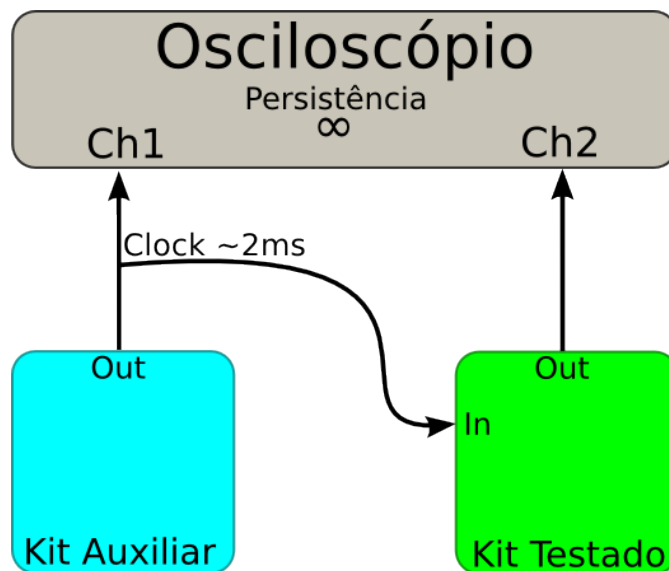 Osciloscópio
Persistência
∞
Ch1
Ch2
Clock ~2ms
Out
Out
In
Kit Auxiliar
Kit Testado